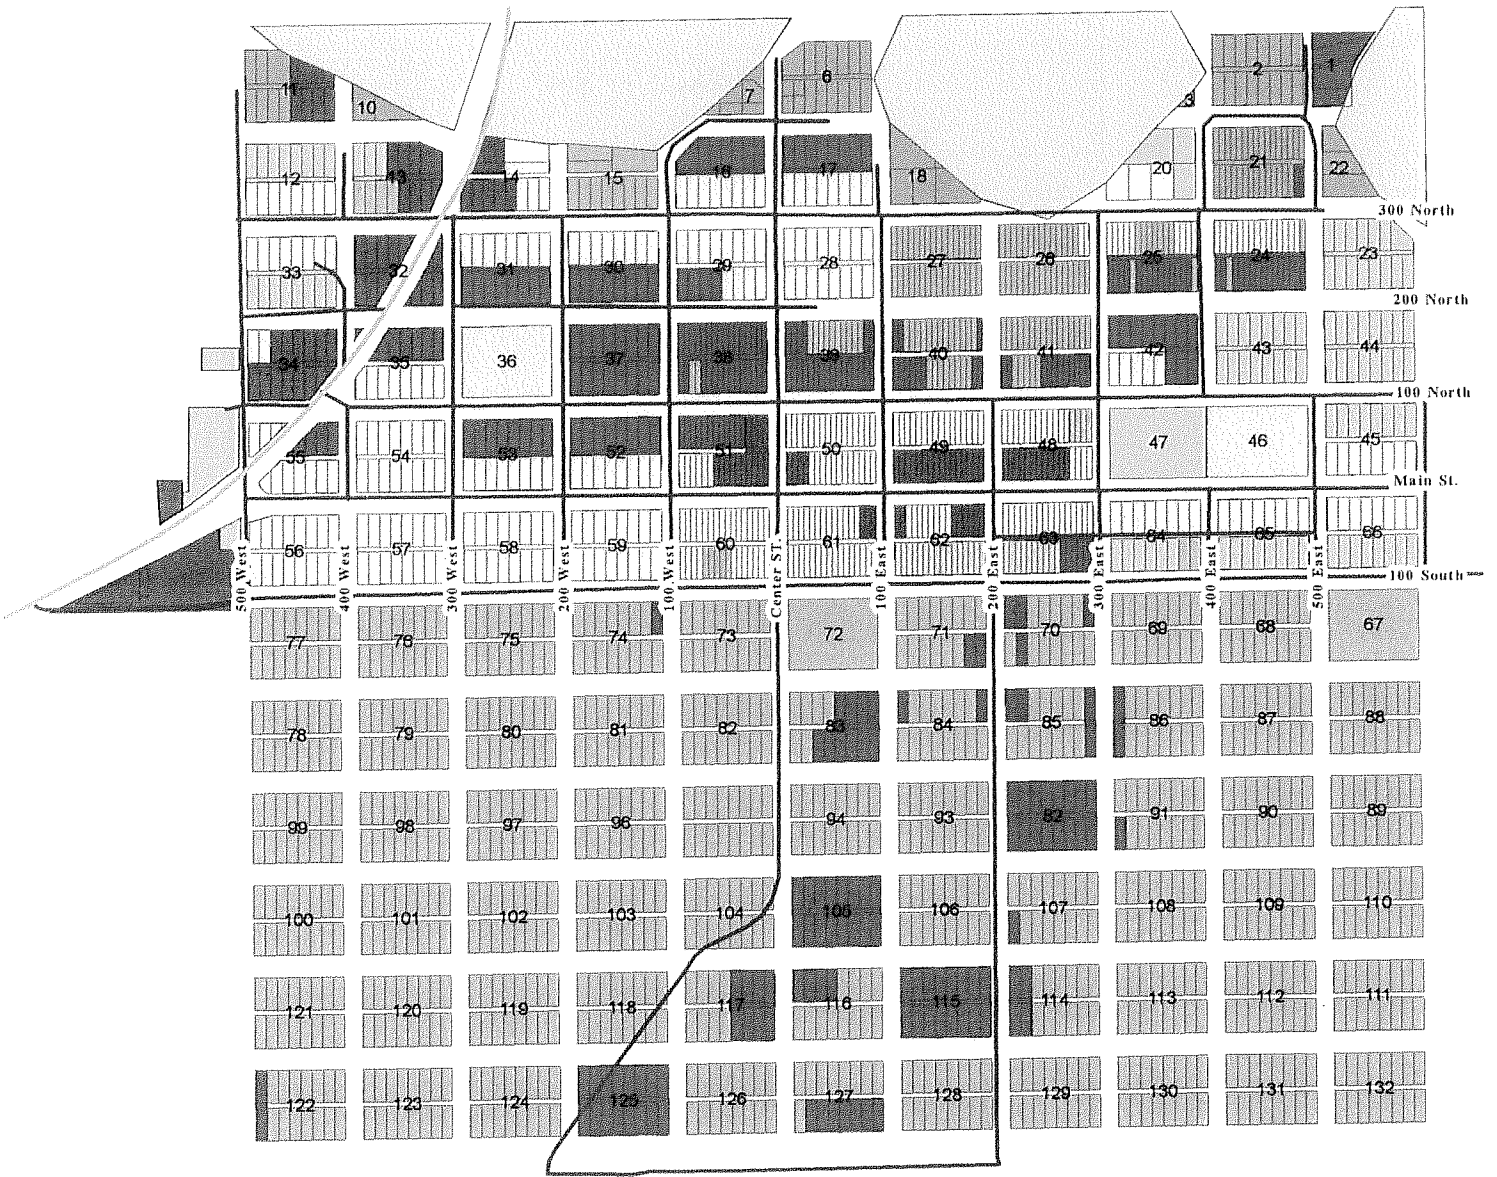 6 2 1
11 10 7 3
12 13 14 15 16 17 18 20 21 22
300 North
33 32 31 30 29 28 27 26 25 24 23
200 North
34 35 36 37 38 39 40 41 42 43 44
100 North
55 54 53 52 51 50 49 48 47 46 45
Main St.
56 57 58 59 60 61 62 63 64 65 66
500 West 400 West 300 West 200 West 100 West Center ST. 100 East 200 East 300 East 400 East 500 East
100 South
77 76 75 74 73 72 71 70 69 68 67
78 79 80 81 82 83 84 85 86 87 88
99 98 97 96 94 93 82 91 90 89
100 101 102 103 104 105 106 107 108 109 110
121 120 119 118 117 116 115 114 113 112 111
122 123 124 125 126 127 128 129 130 131 132